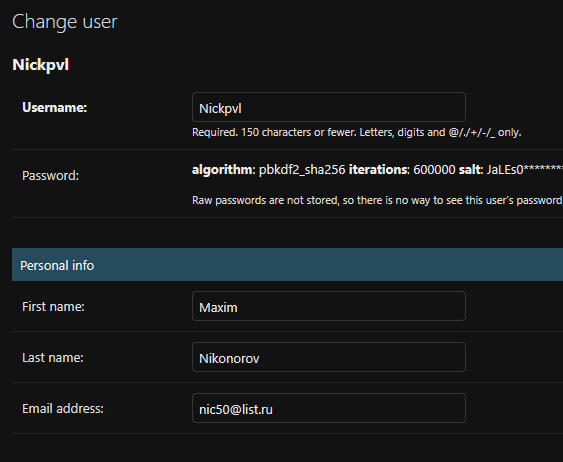 Change user
Nickpvl
Username:
Nickpvl
Required. 150 characters or fewer. Letters, digits and @/./+/-/_ only.
Password:
algorithm: pbkdf2_sha256 iterations: 600000 salt: JaLEs0********
Raw passwords are not stored, so there is no way to see this user's password,
Personal info
First name:
Maxim
Last name:
Nikonorov
Email address:
nic50@list.ru